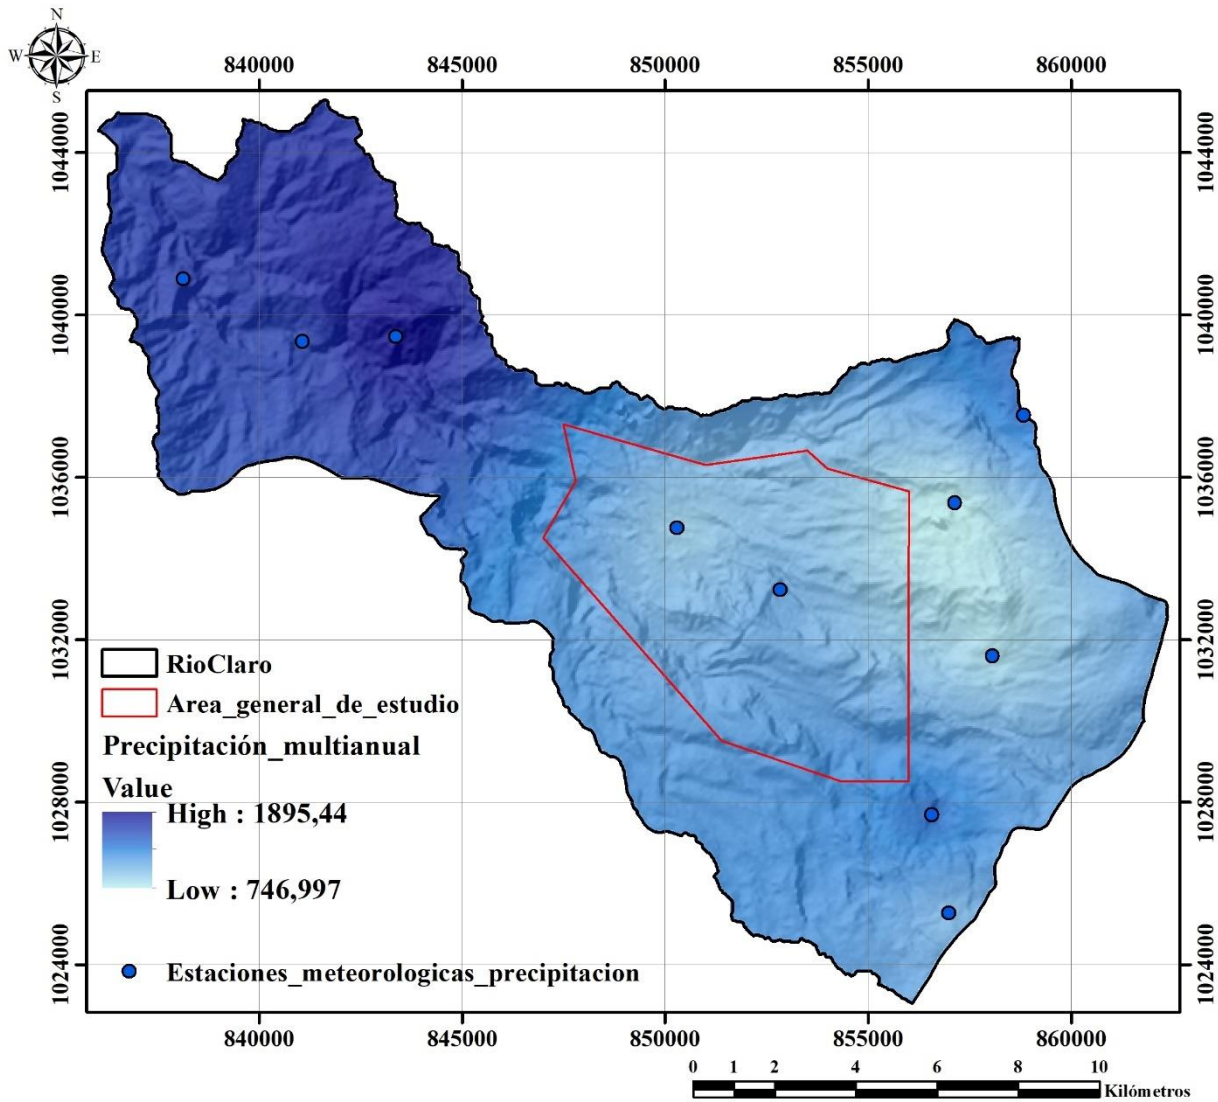 N
W E
S
840000 845000 850000 855000 860000
1044000 1044000
1040000 1040000
1036000 1036000
1032000 1032000
RioClaro
Area_general_de_estudio
Precipitación_multianual
Value
High : 1895,44
1028000 1028000
Low : 746,997
1024000 1024000
Estaciones_meteorologicas_precipitacion
840000 845000 850000 855000 860000
0 1 2 4 6 8 10
Kilómetros